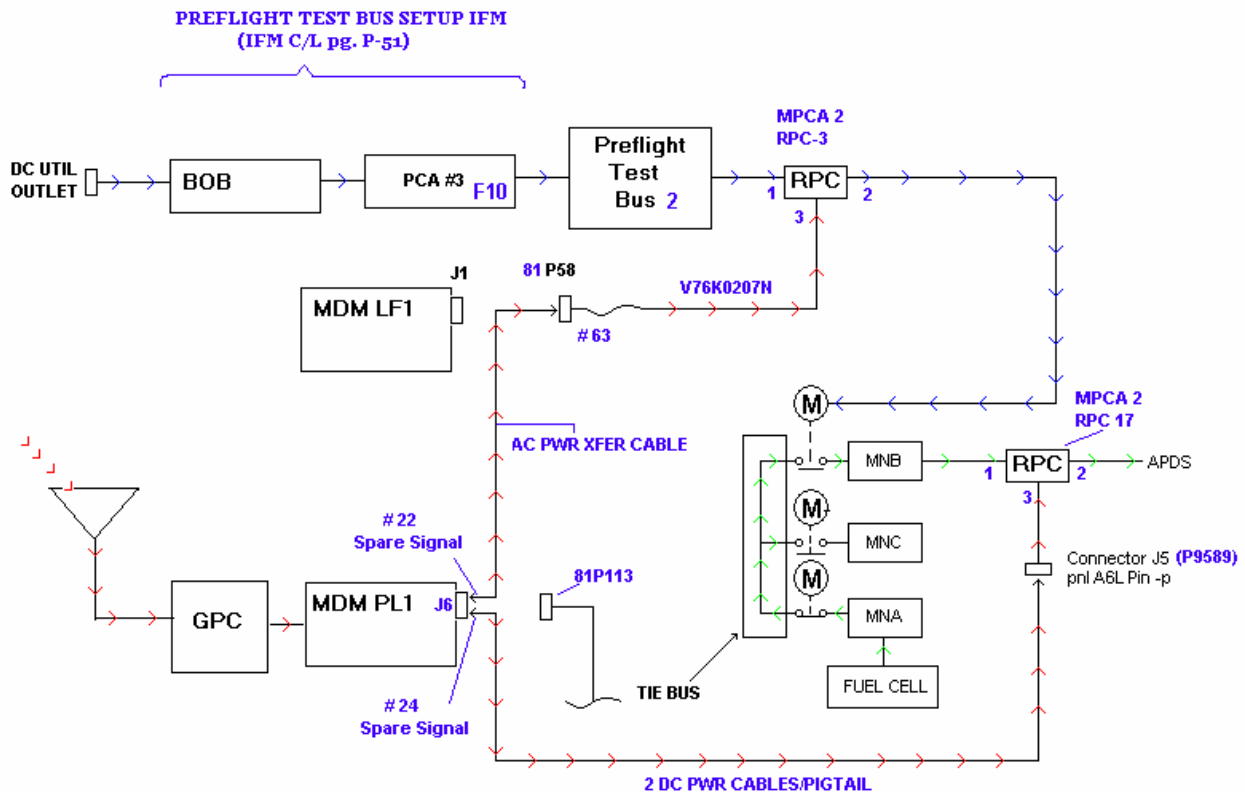 PREFLIGHT TEST BUS SETUP IFM
(IFM C/L pg. P-51)
DC UTIL
OUTLET
BOB
PCA #3
F10
Preflight
Test
Bus 2
MPCA 2
RPC-3
1
RPC
2
3
J1
MDM LF1
81 P58
# 63
V76K0207N
AC PWR XFER CABLE
M
MNB
M
MNC
M
MNA
FUEL CELL
TIE BUS
MPCA 2
RPC 17
1
RPC
2
3
APDS
Connector J5 (P9589)
pnl A6L Pin -p
# 22
Spare Signal
81P113
GPC
MDM PL1
J6
# 24
Spare Signal
2 DC PWR CABLES/PIGTAIL